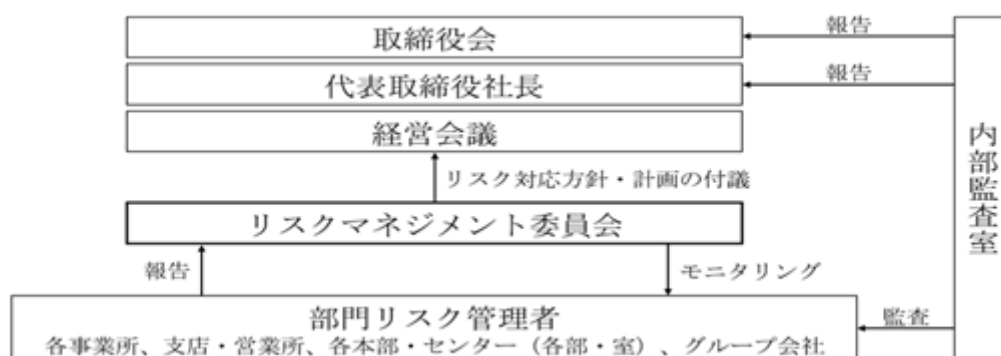 取締役会
報告
代表取締役社長
報告
経営会議
リスク対応方針・計画の付議
リスクマネジメント委員会
報告
モニタリング
部門リスク管理者
各事業所、支店・営業所、各本部・センター（各部・室）、グループ会社
監査
内部監査室